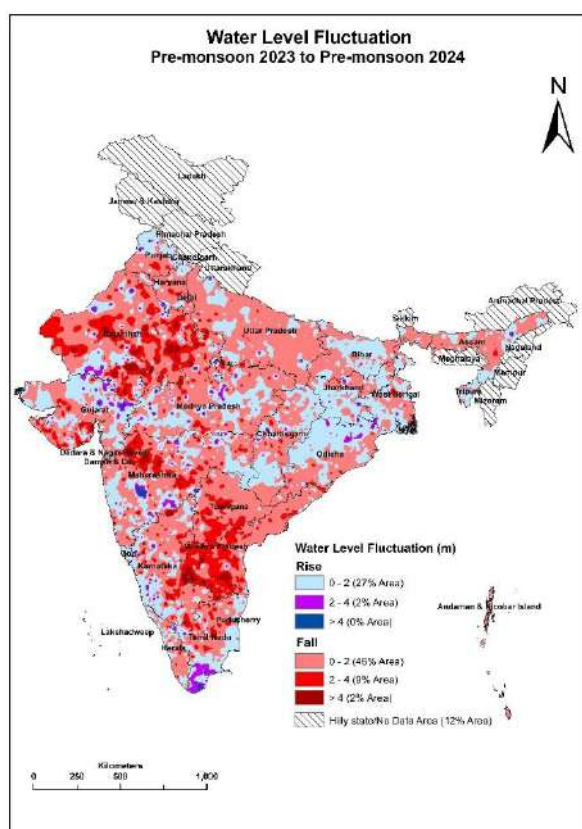 Water Level Fluctuation
Pre-monsoon 2023 to Pre-monsoon 2024
N
Ladakh
Jammu & Kashmir
Himachal Pradesh
Punjab
Chandigarh
Uttarakhand
Haryana
Delhi
Arunachal Pradesh
Sikkim
Rajasthan
Uttar Pradesh
Assam
Nagaland
Meghalaya
Bihar
Manipur
Jharkhand
West Bengal
Tripura
Mizoram
Gujarat
Madhya Pradesh
Chhattisgarh
Odisha
Maharashtra
Telangana
Andhra Pradesh
Goa
Karnataka
Puducherry
Lakshadweep
Tamil Nadu
Kerala
Andaman & Nicobar Island
Water Level Fluctuation (m)
Rise
0 - 2 (27% Area)
2 - 4 (2% Area)
> 4 (0% Area)
Fall
0 - 2 (46% Area)
2 - 4 (9% Area)
> 4 (2% Area)
Hilly state/No Data Area (12% Area)
Kilometers
0 250 500 1,000